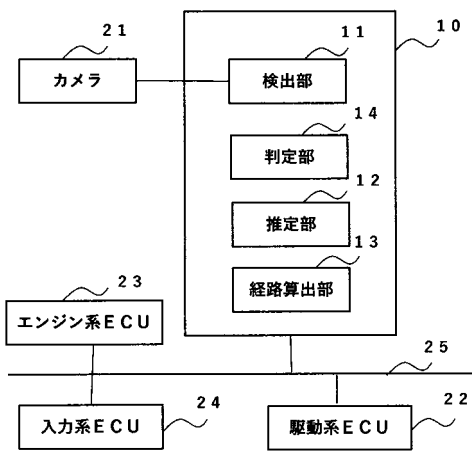 21
カメラ
10
11
検出部
14
判定部
12
推定部
13
経路算出部
23
エンジン系ECU
25
24
入力系ECU
22
駆動系ECU